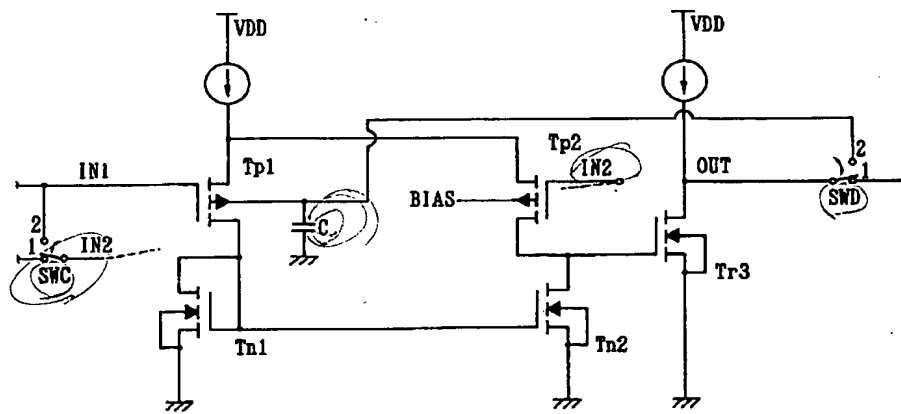 VDD
VDD
Tp1
Tp2
IN1
IN2
2
1
OUT
BIAS
SWD
C
2
1
IN2
SWC
Tr3
Tn1
Tn2